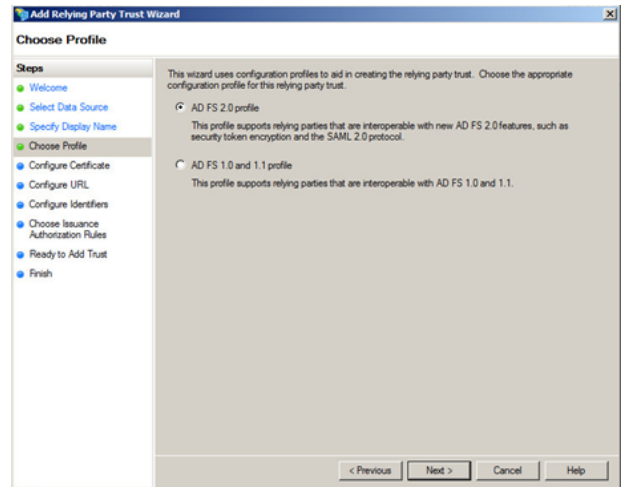 Add Relying Party Trust Wizard
Choose Profile
Steps
Welcome
Select Data Source
Specify Display Name
Choose Profile
Configure Certificate
Configure URL
Configure Identifiers
Choose Issuance
Authorization Rules
Ready to Add Trust
Finish
This wizard uses configuration profiles to aid in creating the relying party trust. Choose the appropriate
configuration profile for this relying party trust.
AD FS 2.0 profile
This profile supports relying parties that are interoperable with new AD FS 2.0 features, such as
security token encryption and the SAML 2.0 protocol.
AD FS 1.0 and 1.1 profile
This profile supports relying parties that are interoperable with AD FS 1.0 and 1.1.
< Previous
Next >
Cancel
Help